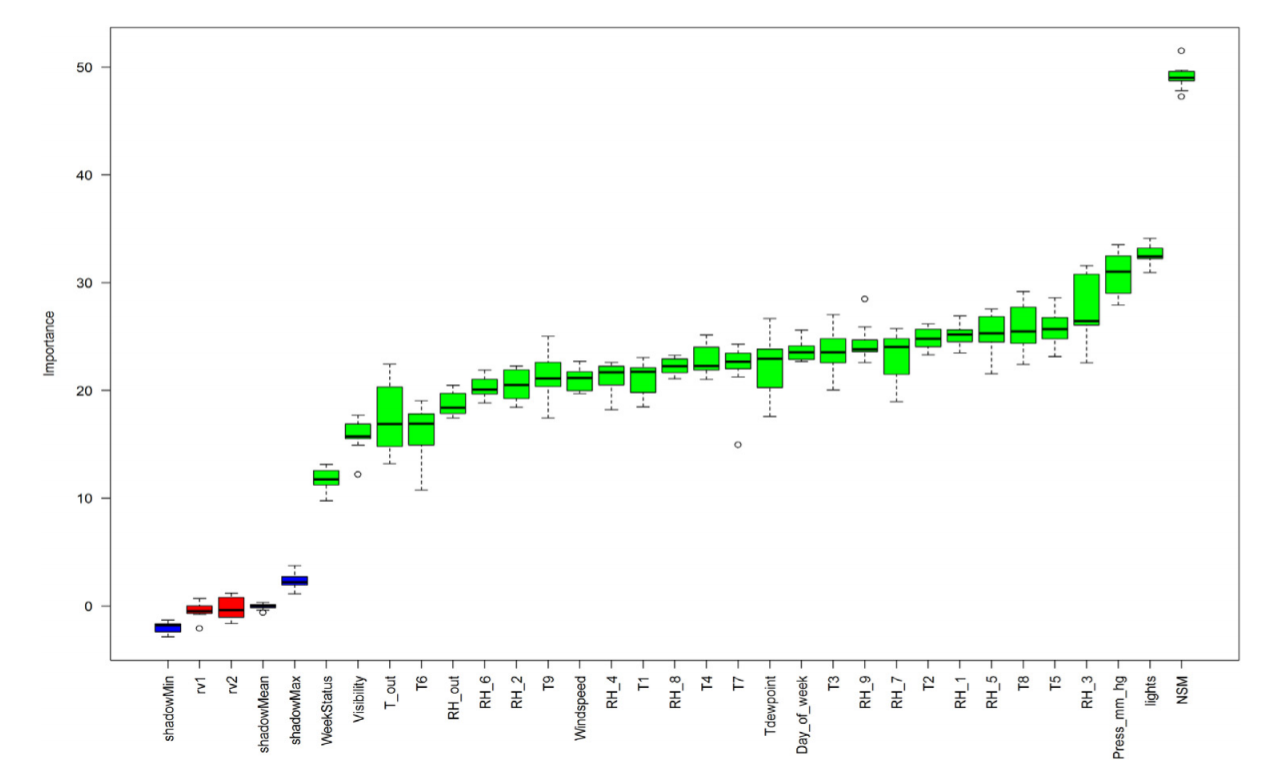 50
40
30
20
10
0
Importance
shadowMin
rv1
rv2
shadowMean
shadowMax
WeekStatus
Visibility
T_out
T6
RH_out
RH_6
RH_2
T9
Windspeed
RH_4
T1
RH_8
T4
T7
Tdewpoint
Day_of_week
T3
RH_9
RH_7
T2
RH_1
RH_5
T8
T5
RH_3
Press_mm_hg
lights
NSM